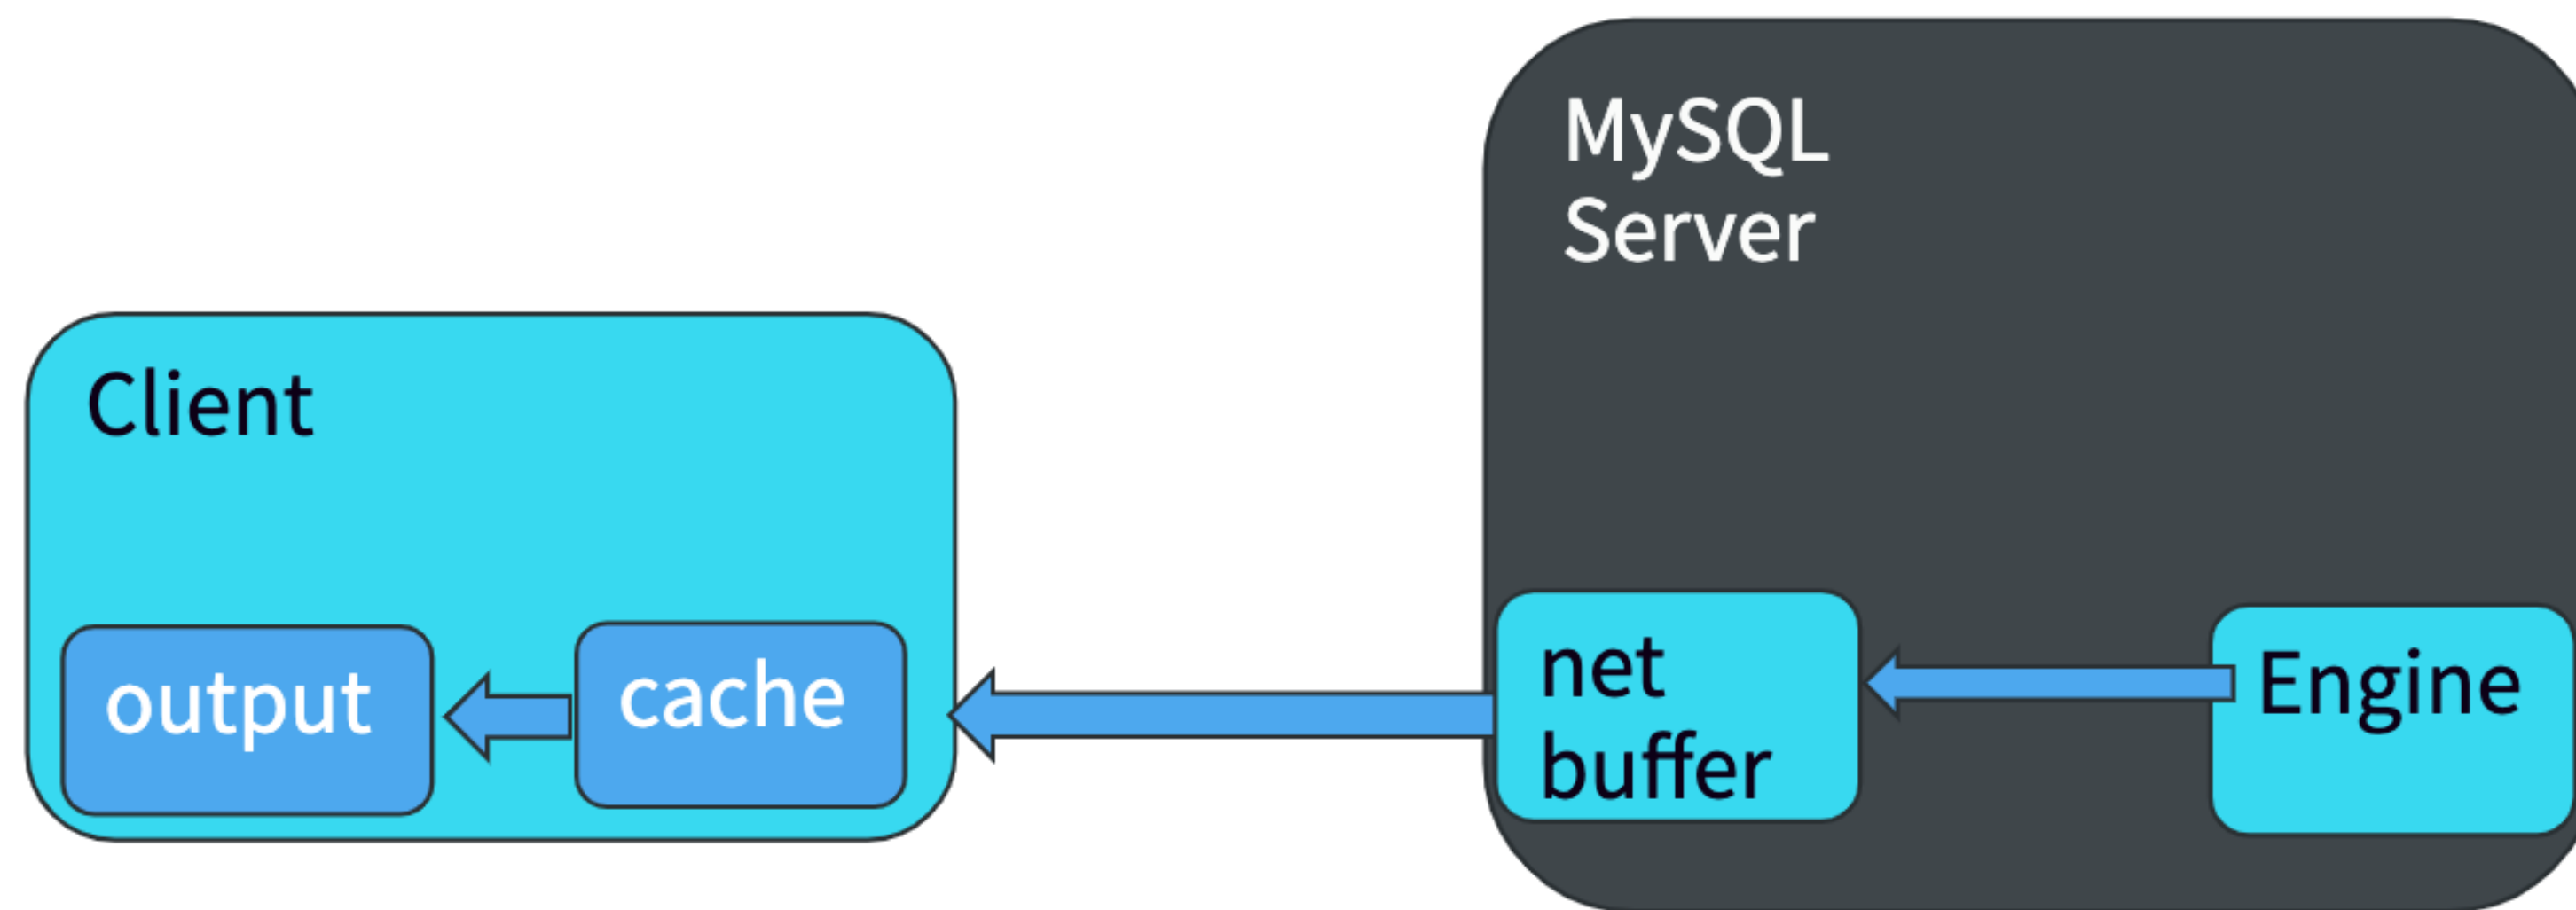 MySQL
Server
Client
output
cache
net
buffer
Engine